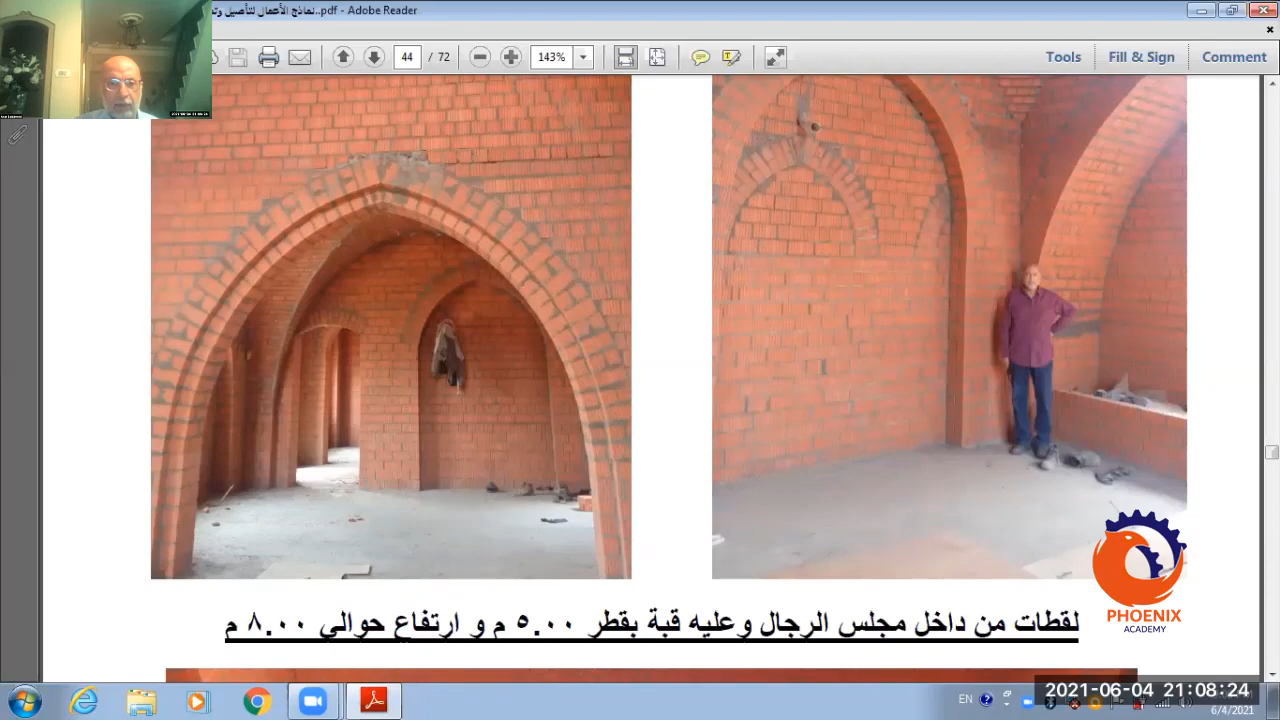 نماذج الأعمال لتأصيل وتط...pdf - Adobe Reader
44 / 72
143%
Tools
Fill & Sign
Comment
لقطات من داخل مجلس الرجال وعليه قبة بقطر ٥.٠٠ م و ارتفاع حوالي ٨.٠٠ م
PHOENIX
ACADEMY
EN
2021-06-04 21:08:24
6/4/2021